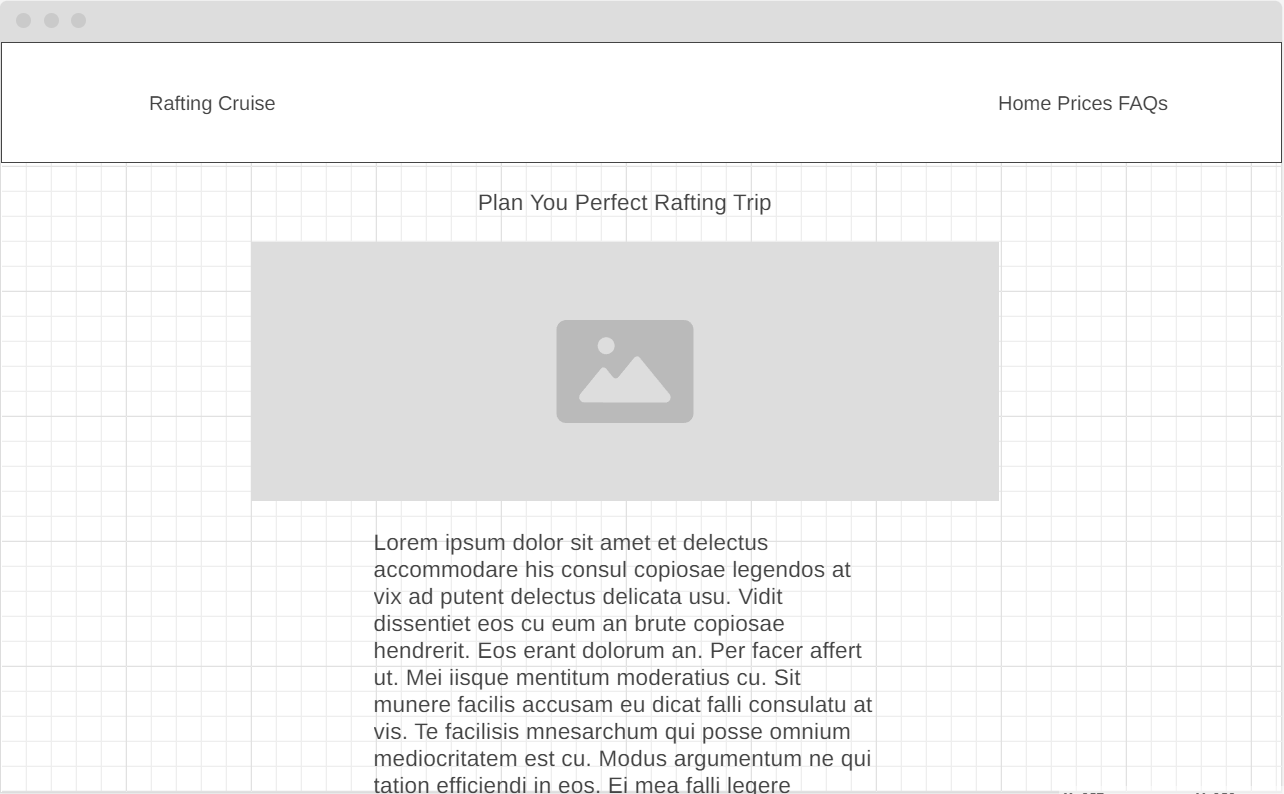 Rafting Cruise
Home Prices FAQs
Plan You Perfect Rafting Trip
Lorem ipsum dolor sit amet et delectus
accommodare his consul copiosae legendos at
vix ad putent delectus delicata usu. Vidit
dissentiet eos cu eum an brute copiosae
hendrerit. Eos erant dolorum an. Per facer affert
ut. Mei iisque mentitum moderatius cu. Sit
munere facilis accusam eu dicat falli consulatu at
vis. Te facilisis mnesarchum qui posse omnium
mediocritatem est cu. Modus argumentum ne qui
tation efficiendi in eos. Ei mea falli legere